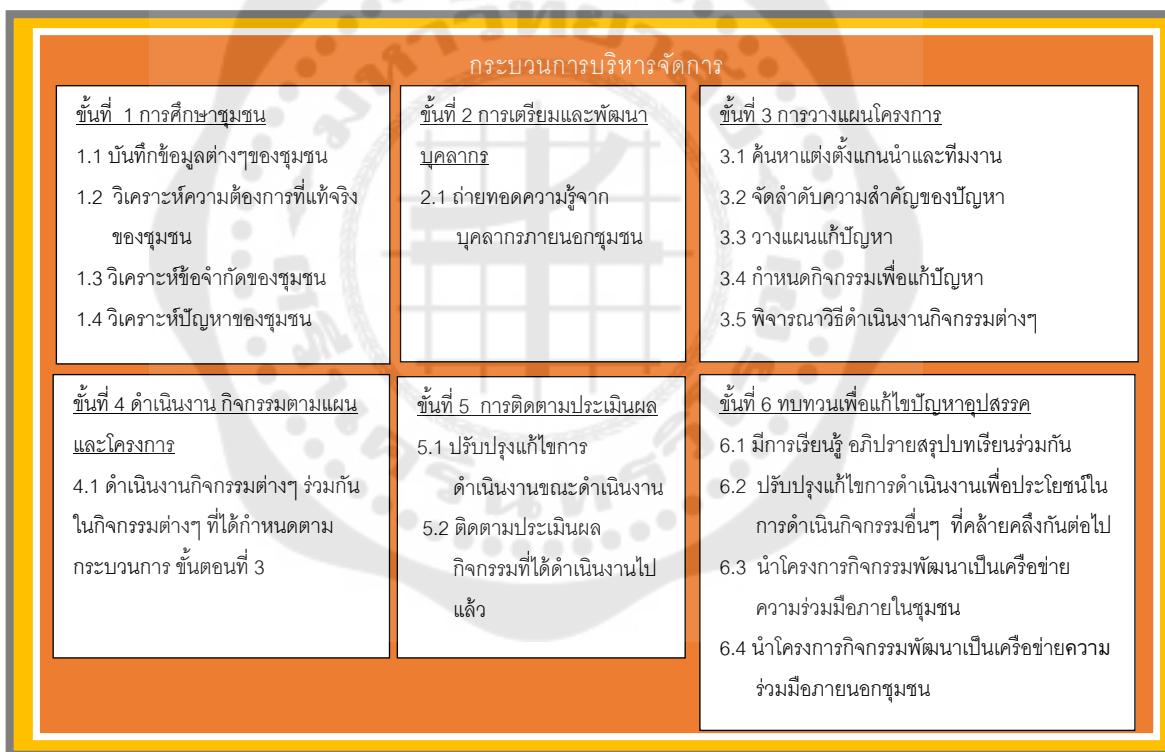 กระบวนการบริหารจัดการ
ขั้นที่ 1 การศึกษาชุมชน
1.1 บันทึกข้อมูลต่างๆของชุมชน
1.2 วิเคราะห์ความต้องการที่แท้จริง
ของชุมชน
1.3 วิเคราะห์ข้อจำกัดของชุมชน
1.4 วิเคราะห์ปัญหาของชุมชน
ขั้นที่ 2 การเตรียมและพัฒนา
บุคลากร
2.1 ถ่ายทอดความรู้จาก
บุคลากรภายนอกชุมชน
ขั้นที่ 3 การวางแผนโครงการ
3.1 ค้นหาแต่งตั้งแกนนำและทีมงาน
3.2 จัดลำดับความสำคัญของปัญหา
3.3 วางแผนแก้ปัญหา
3.4 กำหนดกิจกรรมเพื่อแก้ปัญหา
3.5 พิจารณาวิธีดำเนินงานกิจกรรมต่างๆ
ขั้นที่ 4 ดำเนินงาน กิจกรรมตามแผน
และโครงการ
4.1 ดำเนินงานกิจกรรมต่างๆ ร่วมกัน
ในกิจกรรมต่างๆ ที่ได้กำหนดตาม
กระบวนการ ขั้นตอนที่ 3
ขั้นที่ 5 การติดตามประเมินผล
5.1 ปรับปรุงแก้ไขการ
ดำเนินงานขณะดำเนินงาน
5.2 ติดตามประเมินผล
กิจกรรมที่ได้ดำเนินงานไป
แล้ว
ขั้นที่ 6 ทบทวนเพื่อแก้ไขปัญหาอุปสรรค
6.1 มีการเรียนรู้ อภิปรายสรุปบทเรียนร่วมกัน
6.2 ปรับปรุงแก้ไขการดำเนินงานเพื่อประโยชน์ใน
การดำเนินกิจกรรมอื่นๆ ที่คล้ายคลึงกันต่อไป
6.3 นำโครงการกิจกรรมพัฒนาเป็นเครือข่าย
ความร่วมมือภายในชุมชน
6.4 นำโครงการกิจกรรมพัฒนาเป็นเครือข่ายความ
ร่วมมือภายนอกชุมชน